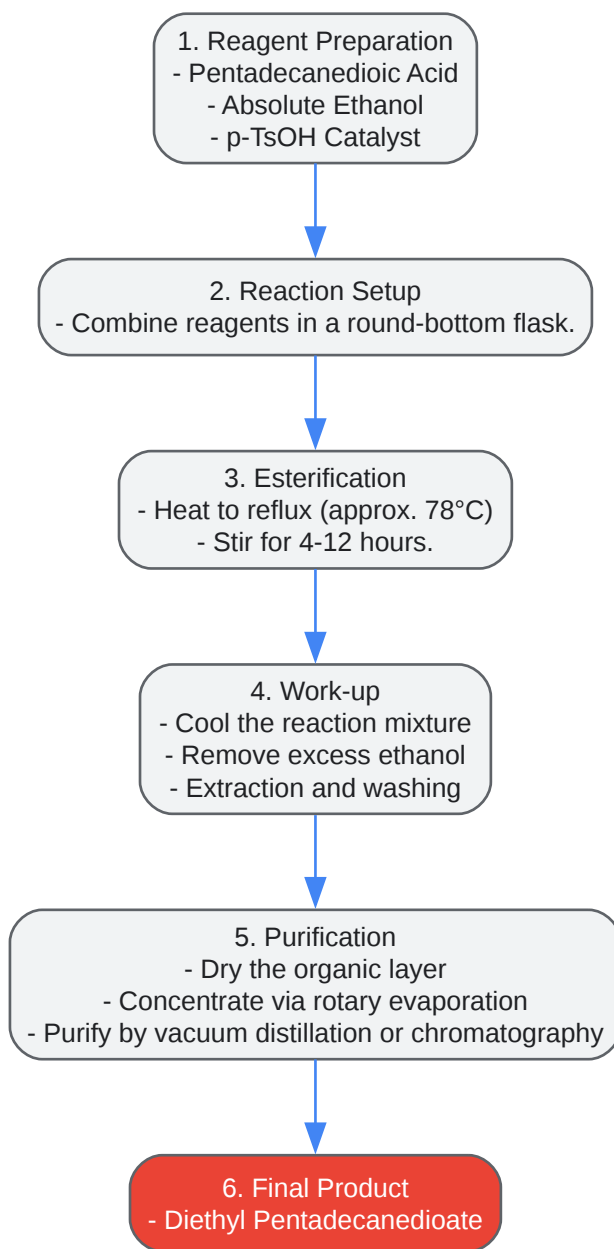 1. Reagent Preparation
- Pentadecanedioic Acid
- Absolute Ethanol
- p-TsOH Catalyst
2. Reaction Setup
- Combine reagents in a round-bottom flask.
3. Esterification
- Heat to reflux (approx. 78°C)
- Stir for 4-12 hours.
4. Work-up
- Cool the reaction mixture
- Remove excess ethanol
- Extraction and washing
5. Purification
- Dry the organic layer
- Concentrate via rotary evaporation
- Purify by vacuum distillation or chromatography
6. Final Product
- Diethyl Pentadecanedioate